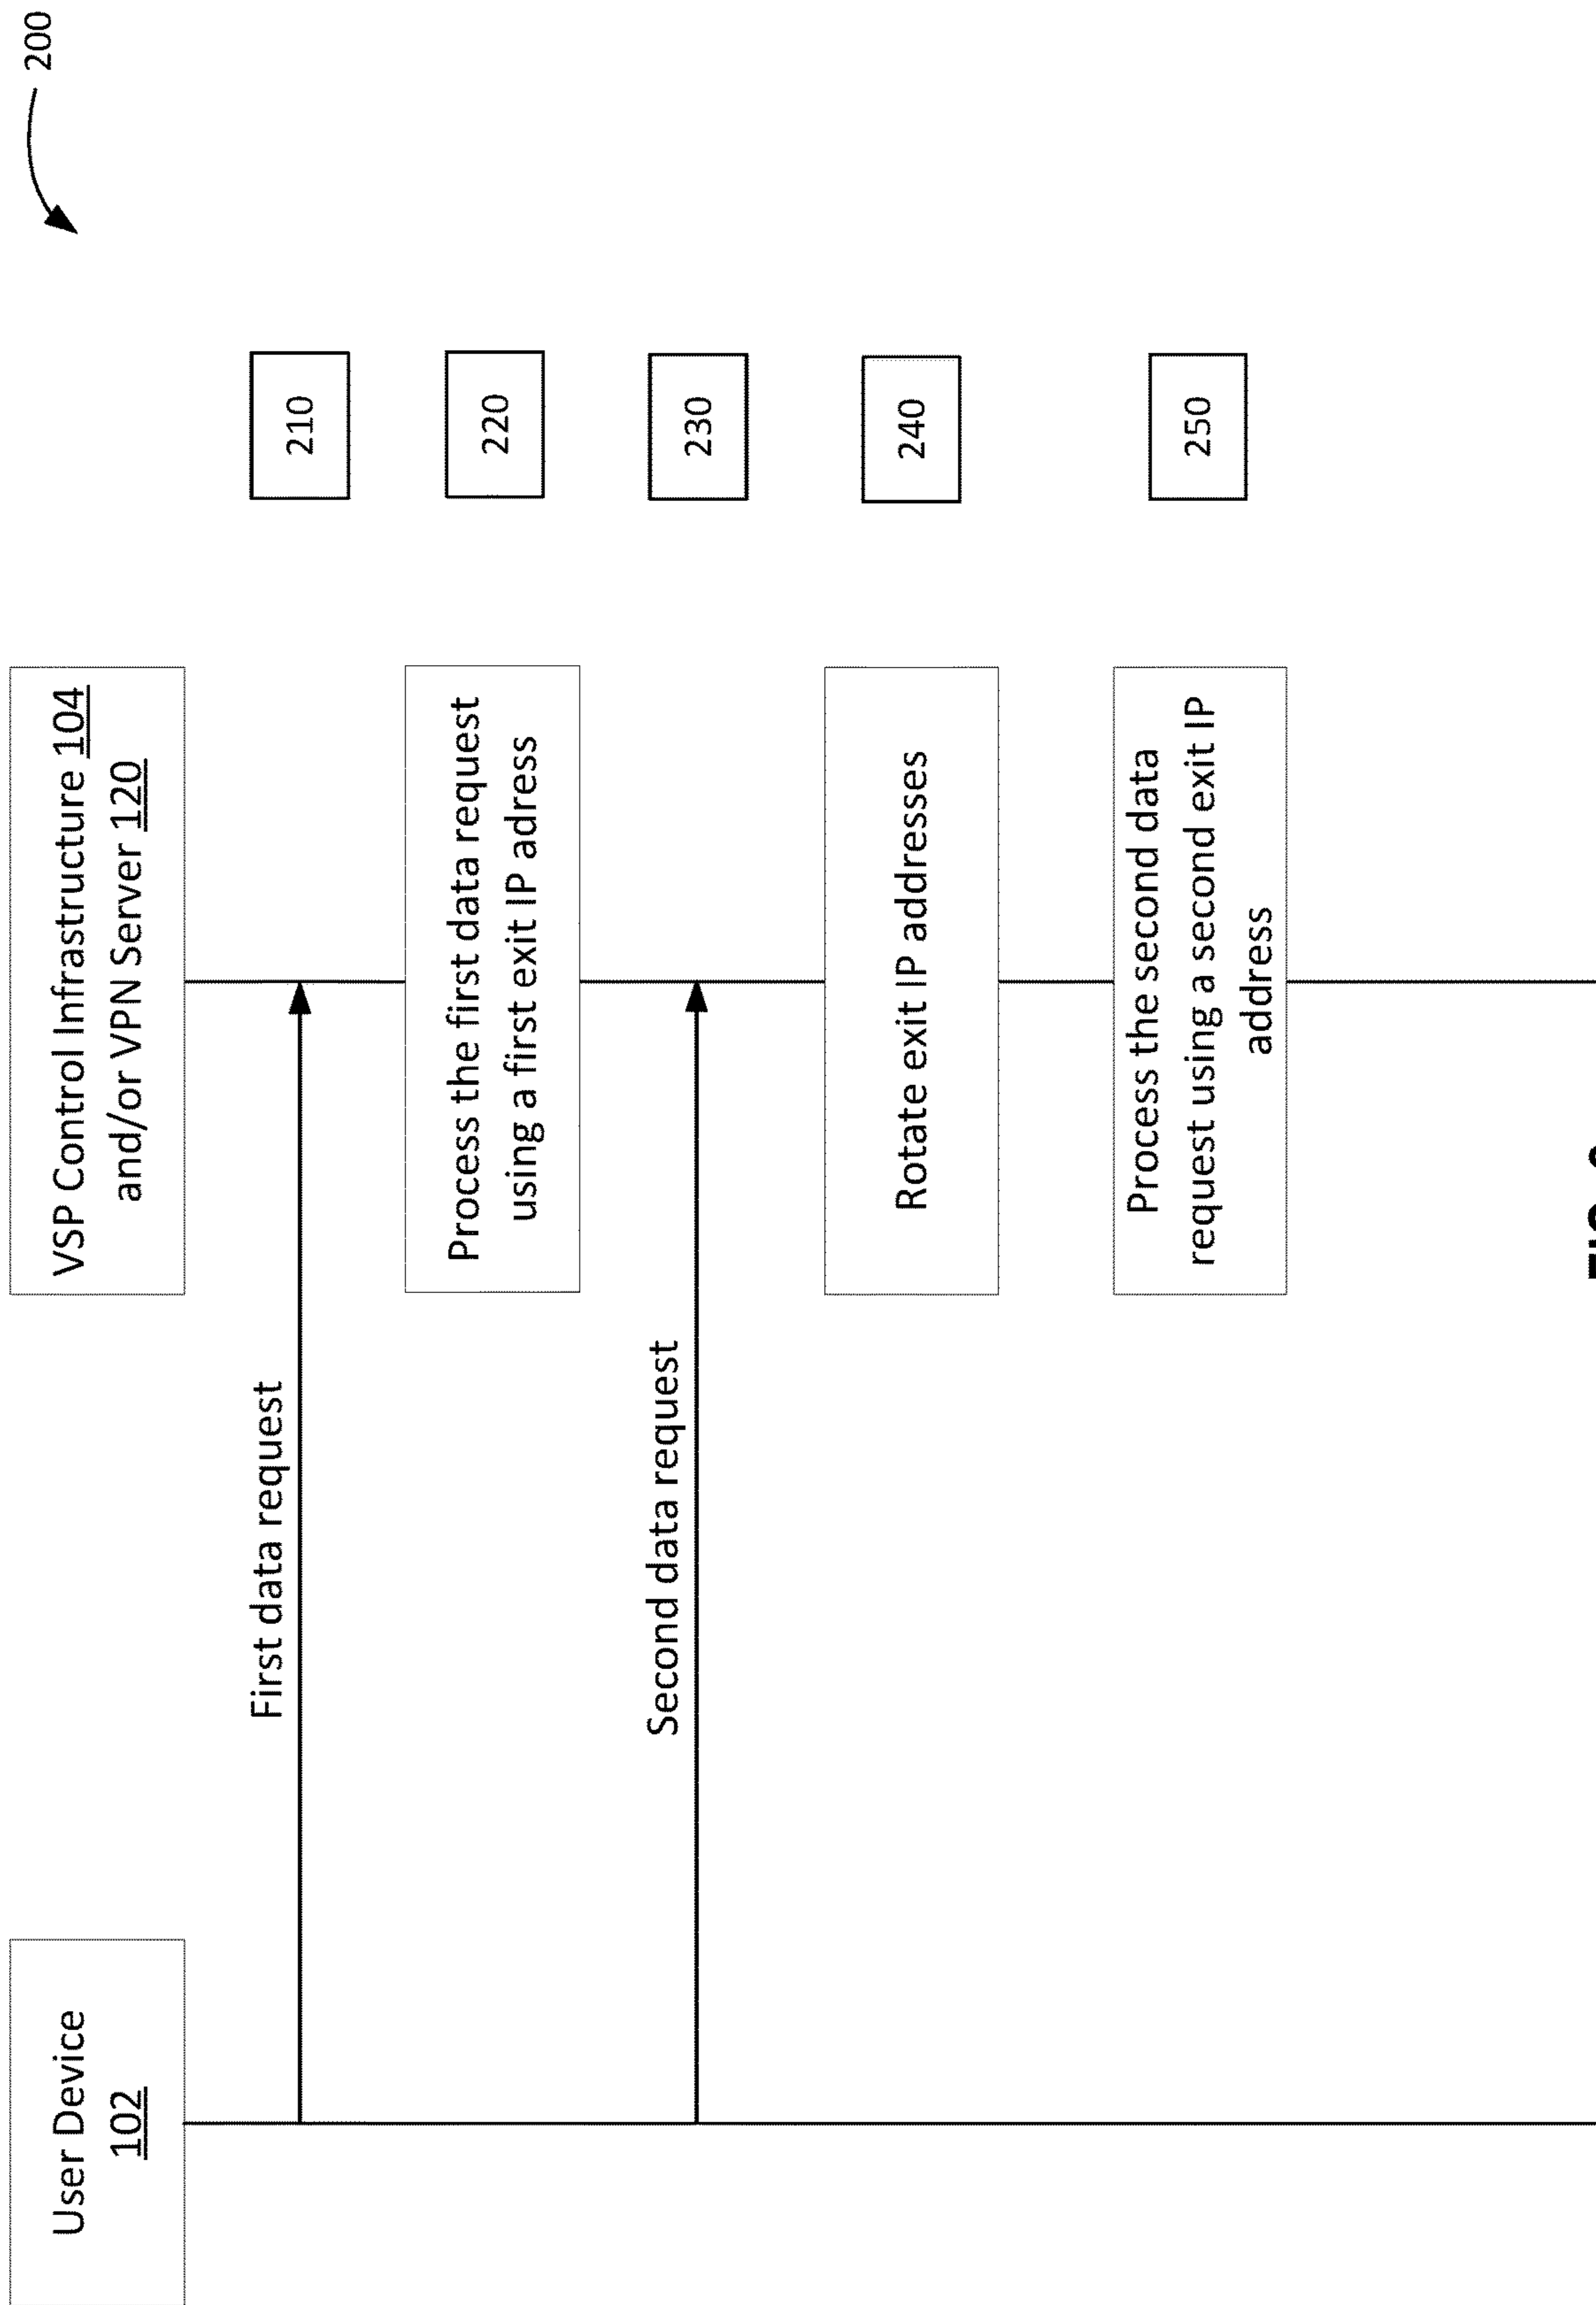 200
User Device
102
VSP Control Infrastructure 104
and/or VPN Server 120
First data request
210
Process the first data request
using a first exit IP adress
220
Second data request
230
Rotate exit IP addresses
240
Process the second data
request using a second exit IP
address
250